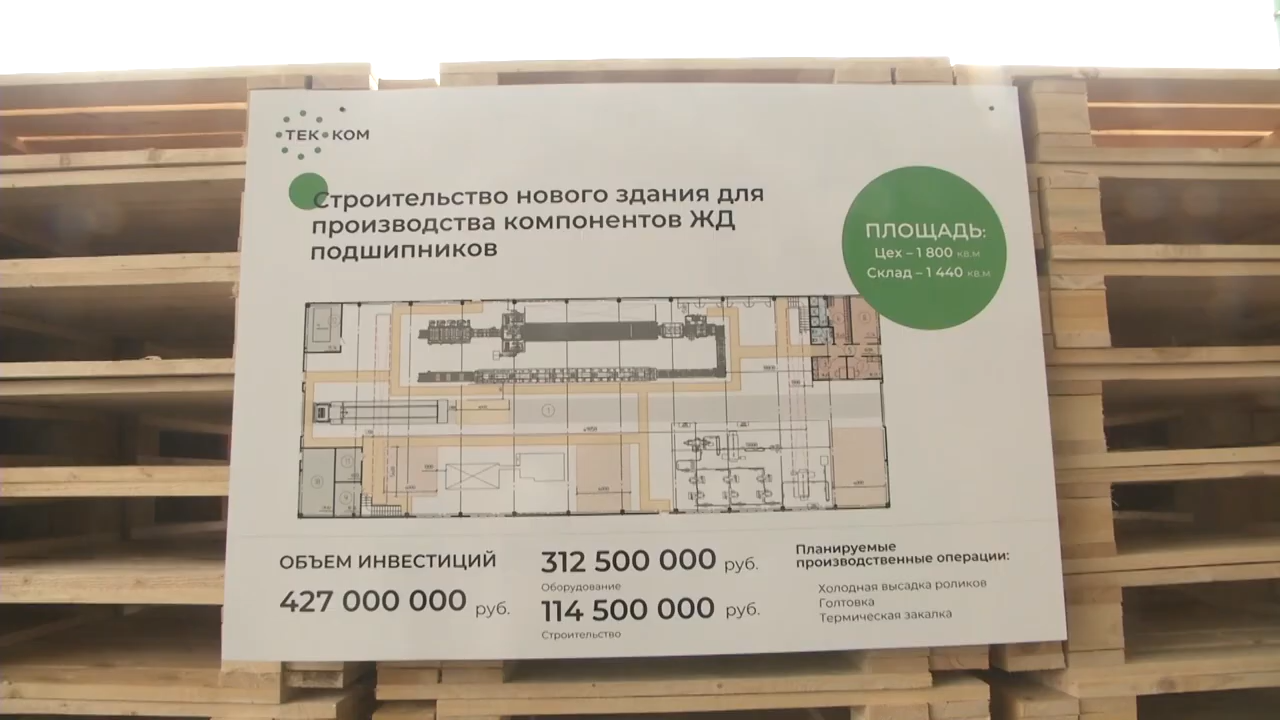 ТЕК•КОМ
Строительство нового здания для
производства компонентов ЖД
подшипников
ПЛОЩАДЬ:
Цех – 1 800 кв.м
Склад – 1 440 кв.м
ОБЪЕМ ИНВЕСТИЦИЙ
427 000 000 руб.
312 500 000 руб.
Оборудование
114 500 000 руб.
Строительство
Планируемые
производственные операции:
Холодная высадка роликов
Голтовка
Термическая закалка